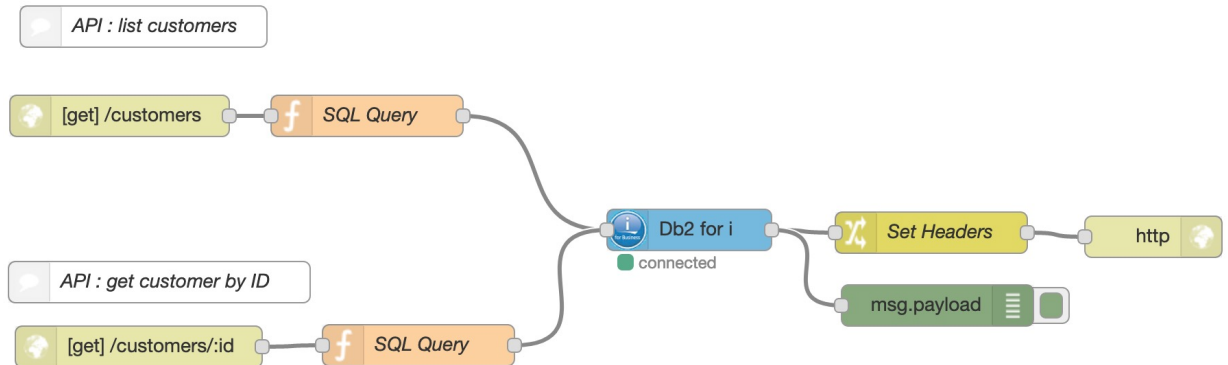 API : list customers
[get] /customers
SQL Query
Db2 for i
connected
Set Headers
http
API : get customer by ID
msg.payload
[get] /customers/:id
SQL Query